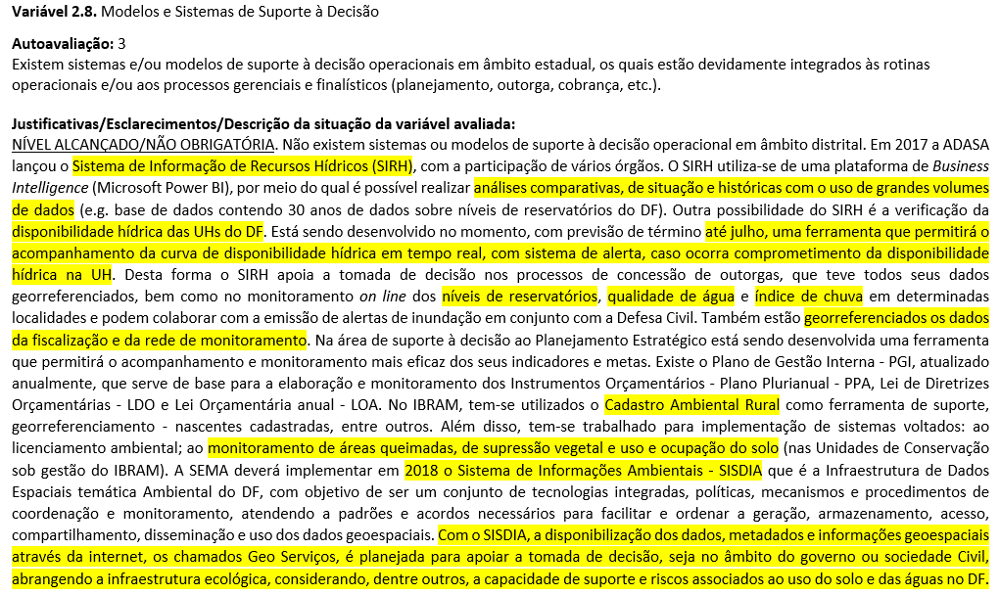 Variável 2.8. Modelos e Sistemas de Suporte à Decisão
Autoavaliação: 3
Existem sistemas e/ou modelos de suporte à decisão operacionais em âmbito estadual, os quais estão devidamente integrados às rotinas
operacionais e/ou aos processos gerenciais e finalísticos (planejamento, outorga, cobrança, etc.).
Justificativas/Esclarecimentos/Descrição da situação da variável avaliada:
NÍVEL ALCANÇADO/NÃO OBRIGATÓRIA. Não existem sistemas ou modelos de suporte à decisão operacional em âmbito distrital. Em 2017 a ADASA
lançou o Sistema de Informação de Recursos Hídricos (SIRH), com a participação de vários órgãos. O SIRH utiliza-se de uma plataforma de Business
Intelligence (Microsoft Power BI), por meio do qual é possível realizar análises comparativas, de situação e históricas com o uso de grandes volumes
de dados (e.g. base de dados contendo 30 anos de dados sobre níveis de reservatórios do DF). Outra possibilidade do SIRH é a verificação da
disponibilidade hídrica das UHs do DF. Está sendo desenvolvido no momento, com previsão de término até julho, uma ferramenta que permitirá o
acompanhamento da curva de disponibilidade hídrica em tempo real, com sistema de alerta, caso ocorra comprometimento da disponibilidade
hídrica na UH. Desta forma o SIRH apoia a tomada de decisão nos processos de concessão de outorgas, que teve todos seus dados
georreferenciados, bem como no monitoramento on line dos níveis de reservatórios, qualidade de água e índice de chuva em determinadas
localidades e podem colaborar com a emissão de alertas de inundação em conjunto com a Defesa Civil. Também estão georreferenciados os dados
da fiscalização e da rede de monitoramento. Na área de suporte à decisão ao Planejamento Estratégico está sendo desenvolvida uma ferramenta
que permitirá o acompanhamento e monitoramento mais eficaz dos seus indicadores e metas. Existe o Plano de Gestão Interna - PGI, atualizado
anualmente, que serve de base para a elaboração e monitoramento dos Instrumentos Orçamentários - Plano Plurianual - PPA, Lei de Diretrizes
Orçamentárias - LDO e Lei Orçamentária anual - LOA. No IBRAM, tem-se utilizados o Cadastro Ambiental Rural como ferramenta de suporte,
georreferenciamento - nascentes cadastradas, entre outros. Além disso, tem-se trabalhado para implementação de sistemas voltados: ao
licenciamento ambiental; ao monitoramento de áreas queimadas, de supressão vegetal e uso e ocupação do solo (nas Unidades de Conservação
sob gestão do IBRAM). A SEMA deverá implementar em 2018 o Sistema de Informações Ambientais - SISDIA que é a Infraestrutura de Dados
Espaciais temática Ambiental do DF, com objetivo de ser um conjunto de tecnologias integradas, políticas, mecanismos e procedimentos de
coordenação e monitoramento, atendendo a padrões e acordos necessários para facilitar e ordenar a geração, armazenamento, acesso,
compartilhamento, disseminação e uso dos dados geoespaciais. Com o SISDIA, a disponibilização dos dados, metadados e informações geoespaciais
através da internet, os chamados Geo Serviços, é planejada para apoiar a tomada de decisão, seja no âmbito do governo ou sociedade Civil,
abrangendo a infraestrutura ecológica, considerando, dentre outros, a capacidade de suporte e riscos associados ao uso do solo e das águas no DF.